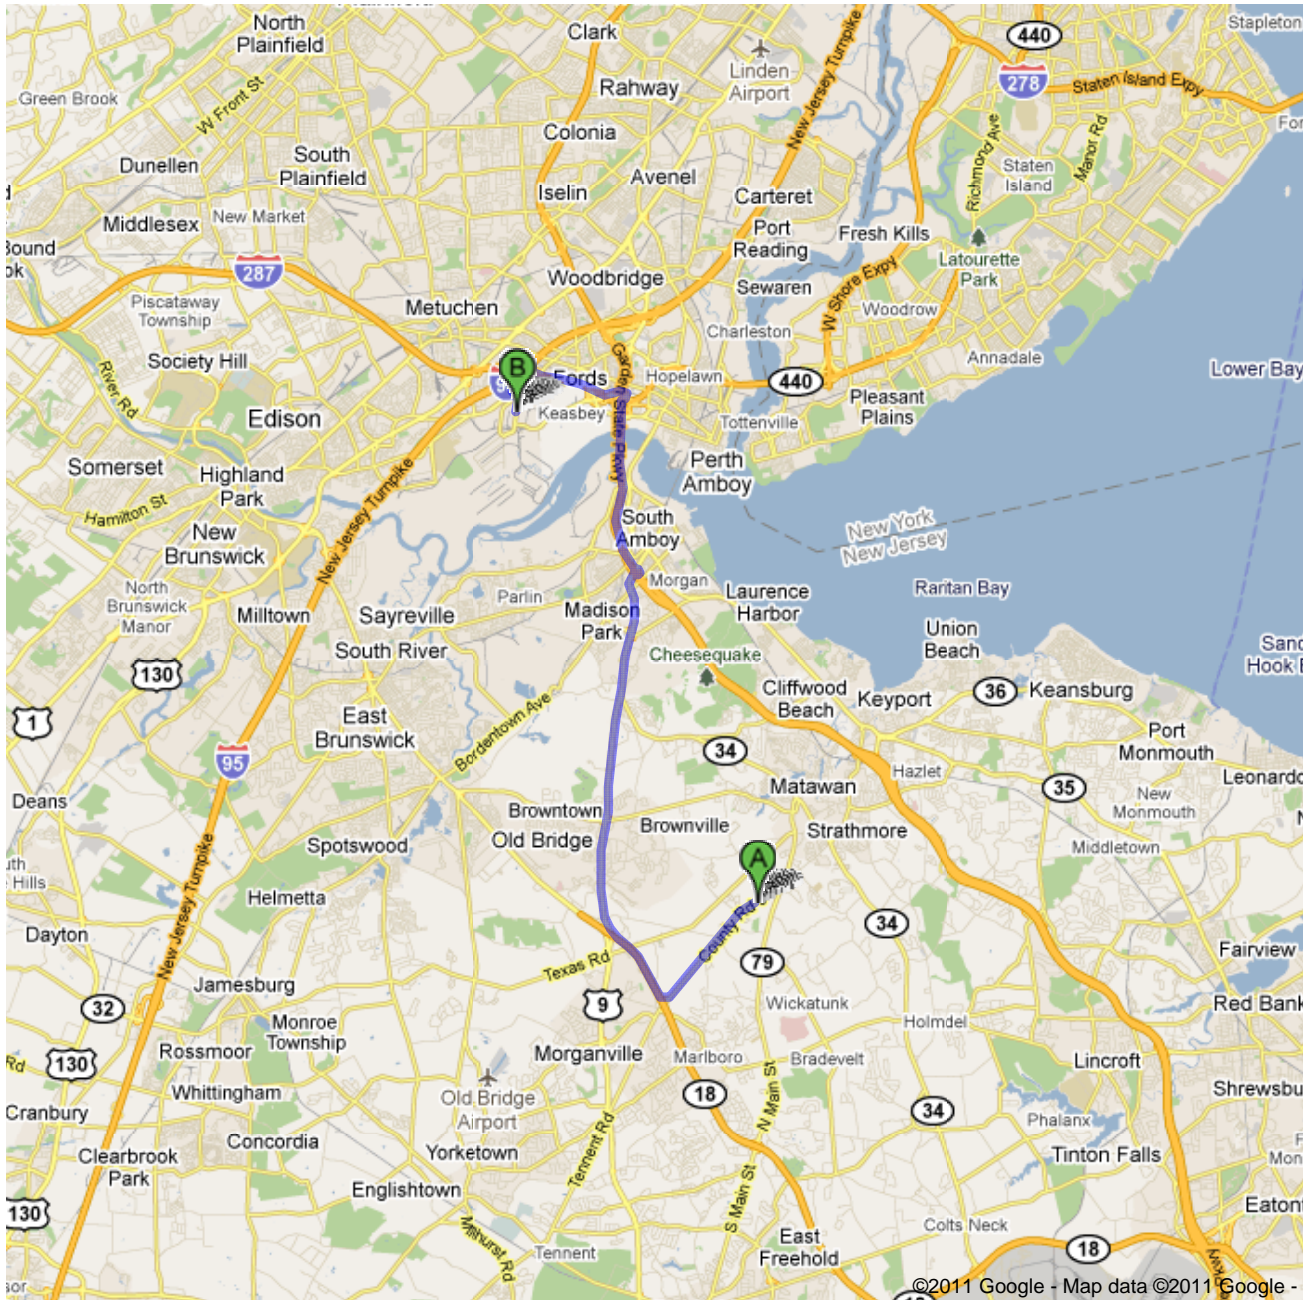 North
Plainfield
Clark
440
Stapleton
Linden
Airport
278
Staten Island Expy
Green Brook
W Front St
Rahway
New Jersey Turnpike
Colonia
Richmond Ave
Manor Rd
Dunellen
South
Plainfield
Iselin
Avenel
Carteret
Staten
Island
Middlesex
New Market
Port
Reading
Fresh Kills
Latourette
Park
287
Woodbridge
Sewaren
W Shore Expy
Piscataway
Township
Metuchen
Charleston
Woodrow
Society Hill
Garden State Pkwy
Annadale
B
Fords
Hopelawn
440
Lower Bay
River Rd
Edison
Keasbey
Pleasant
Plains
Tottenville
Somerset
Highland
Park
Perth
Amboy
Hamilton St
New Jersey Turnpike
New
Brunswick
South
Amboy
New York
New Jersey
North
Brunswick
Manor
Milltown
Sayreville
Parlin
Morgan
Madison
Park
Laurence
Harbor
Raritan Bay
South River
Cheesequake
Union
Beach
130
Cliffwood
Beach
Keyport
36
Keansburg
1
East
Brunswick
Bordentown Ave
Port
Monmouth
95
34
Hazlet
Matawan
35
Deans
Browntown
Brownville
New
Monmouth
Old Bridge
Strathmore
Middletown
Spotswood
A
New Jersey Turnpike
Helmetta
County Rd
34
Dayton
Texas Rd
79
Fairview
Jamesburg
32
9
Wickatunk
Red Bank
Monroe
Township
Holmdel
Rossmoor
Morganville
Marlboro
Bradevelt
Lincroft
130
Whittingham
Old Bridge
Airport
18
N Main St
34
Cranbury
Phalanx
Concordia
Tennent Rd
Yorketown
Tinton Falls
Clearbrook
Park
Englishtown
S Main St
130
Millhurst Rd
Tennent
East
Freehold
Colts Neck
18
©2011 Google - Map data ©2011 Google -